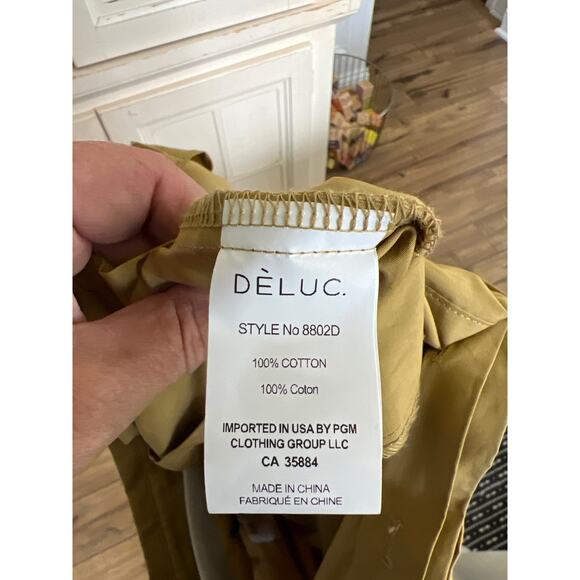 DÈLUC.
STYLE No 8802D
100% COTTON
100% Coton
IMPORTED IN USA BY PGM
CLOTHING GROUP LLC
CA 35884
MADE IN CHINA
FABRIQUÉ EN CHINE